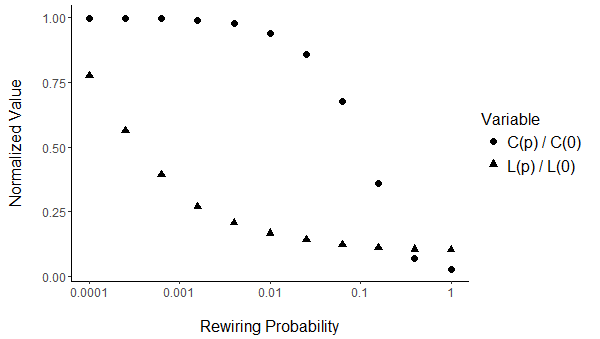 1.00
0.75
0.50
0.25
0.00
Normalized Value
0.0001 0.001 0.01 0.1 1
Rewiring Probability
Variable
C(p) / C(0)
L(p) / L(0)